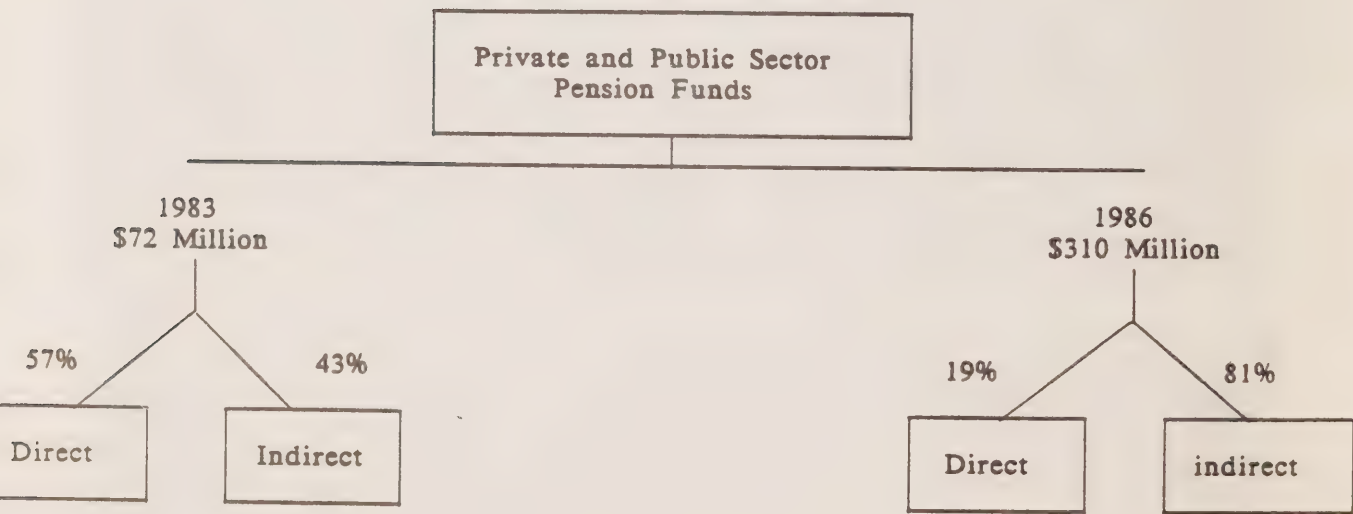 Private and Public Sector
Pension Funds
1983
$72 Million
1986
$310 Million
57%
43%
19%
81%
Direct
Indirect
Direct
indirect